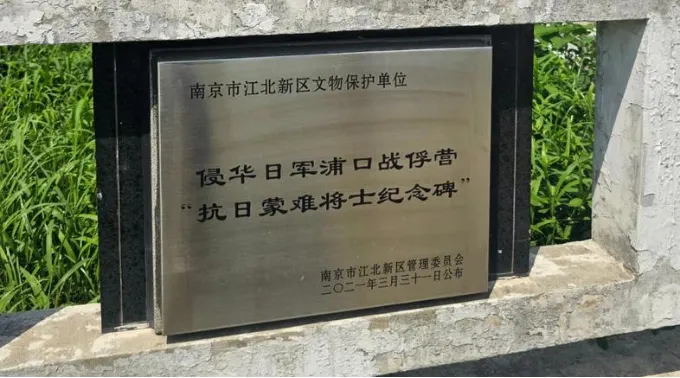 南京市江北新区文物保护单位
侵华日军浦口战俘营
“抗日蒙难将士纪念碑”
南京市江北新区管理委员会
二〇二一年三月三十一日公布